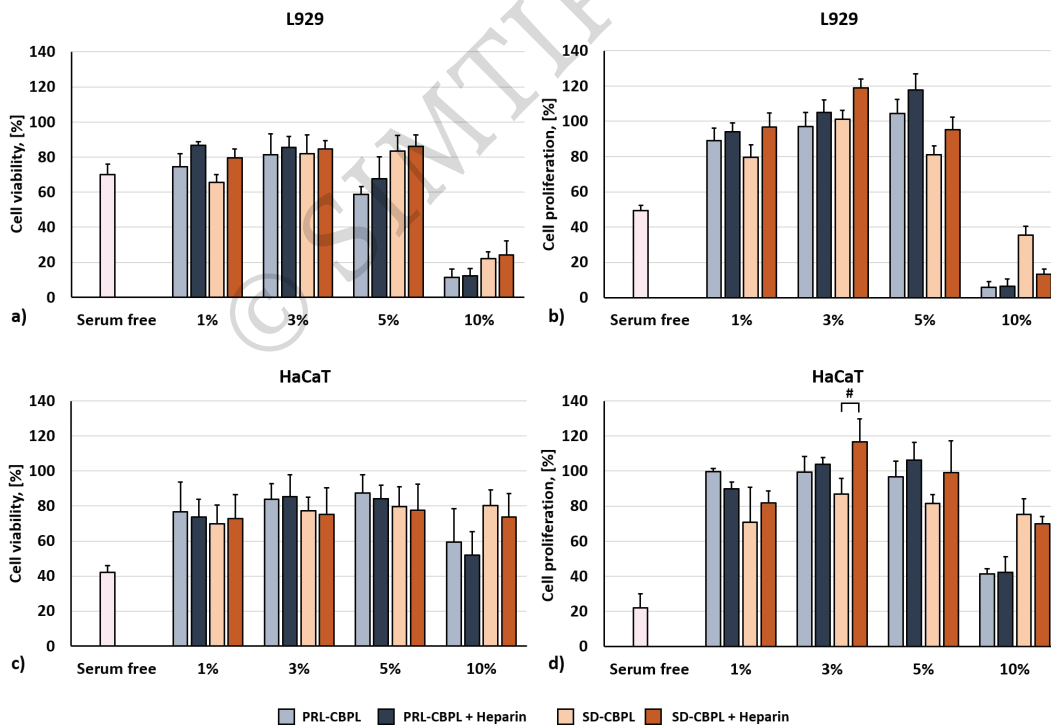 L929
L929
140
120
100
80
60
40
20
0
Cell viability, [%]
a)
Serum free 1% 3% 5% 10%
140
120
100
80
60
40
20
0
Cell proliferation, [%]
b)
Serum free 1% 3% 5% 10%
HaCaT
HaCaT
140
120
100
80
60
40
20
0
Cell viability, [%]
c)
Serum free 1% 3% 5% 10%
#
140
120
100
80
60
40
20
0
Cell proliferation, [%]
d)
Serum free 1% 3% 5% 10%
PRL-CBPL PRL-CBPL + Heparin SD-CBPL SD-CBPL + Heparin